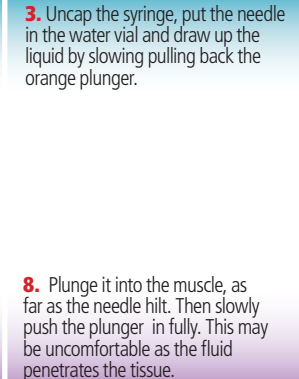 3. Uncap the syringe, put the needle
in the water vial and draw up the
liquid by slowing pulling back the
orange plunger.
8. Plunge it into the muscle, as
far as the needle hilt. Then slowly
push the plunger in fully. This may
be uncomfortable as the fluid
penetrates the tissue.